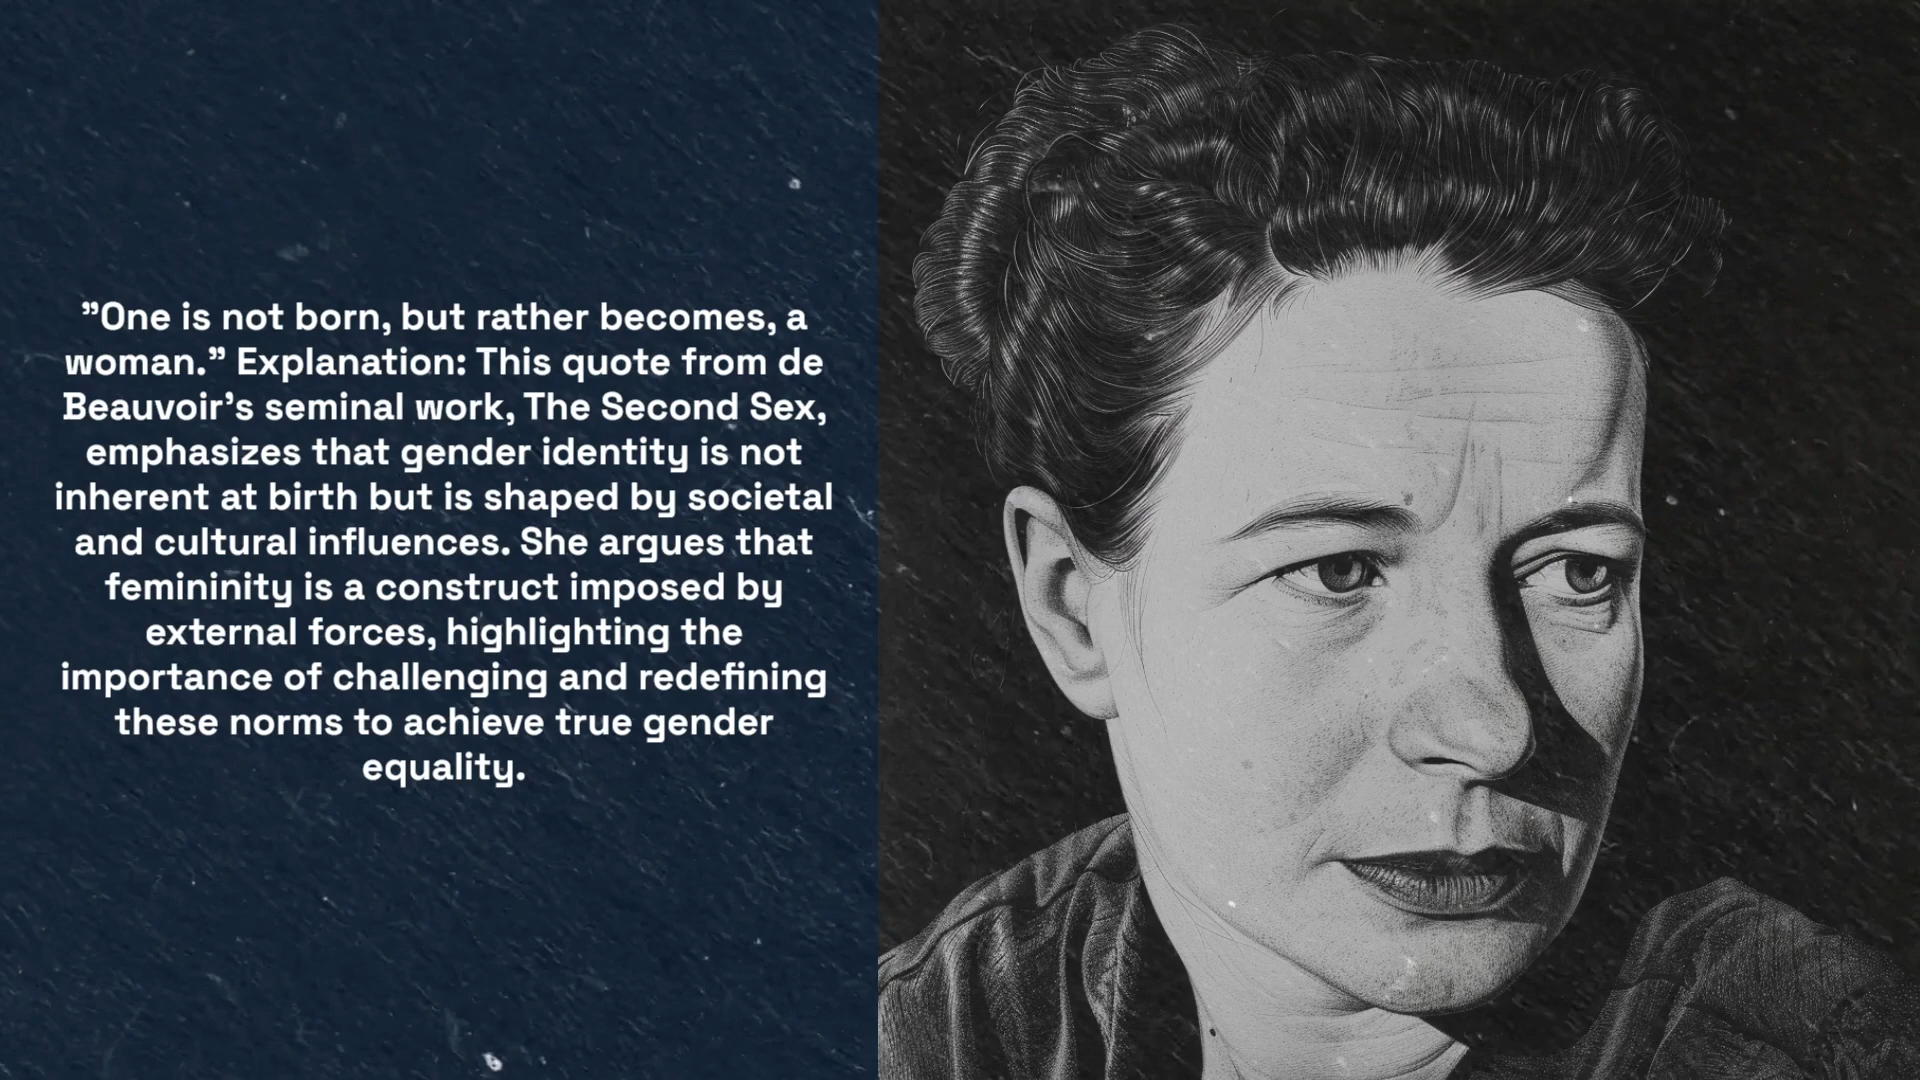 ”One is not born, but rather becomes, a
woman.” Explanation: This quote from de
Beauvoir’s seminal work, The Second Sex,
emphasizes that gender identity is not
inherent at birth but is shaped by societal
and cultural influences. She argues that
femininity is a construct imposed by
external forces, highlighting the
importance of challenging and redefining
these norms to achieve true gender
equality.